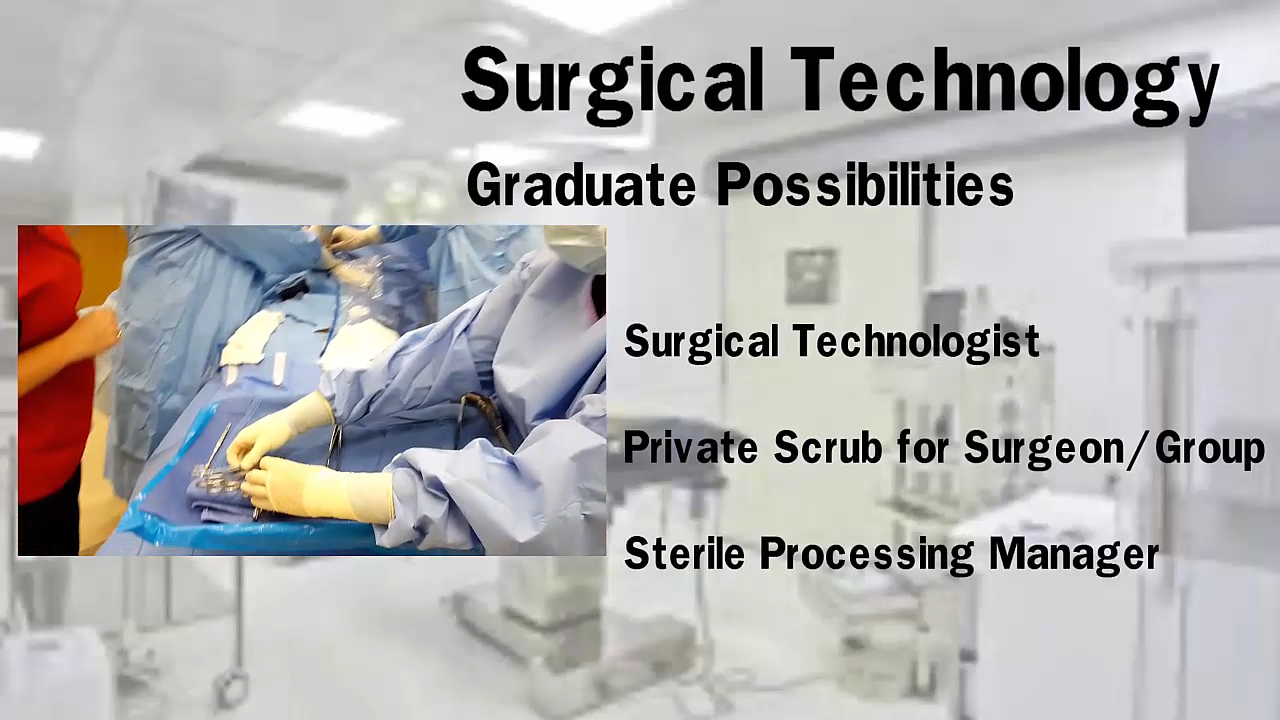 Surgical Technology
Graduate Possibilities
Surgical Technologist
Private Scrub for Surgeon/Group
Sterile Processing Manager